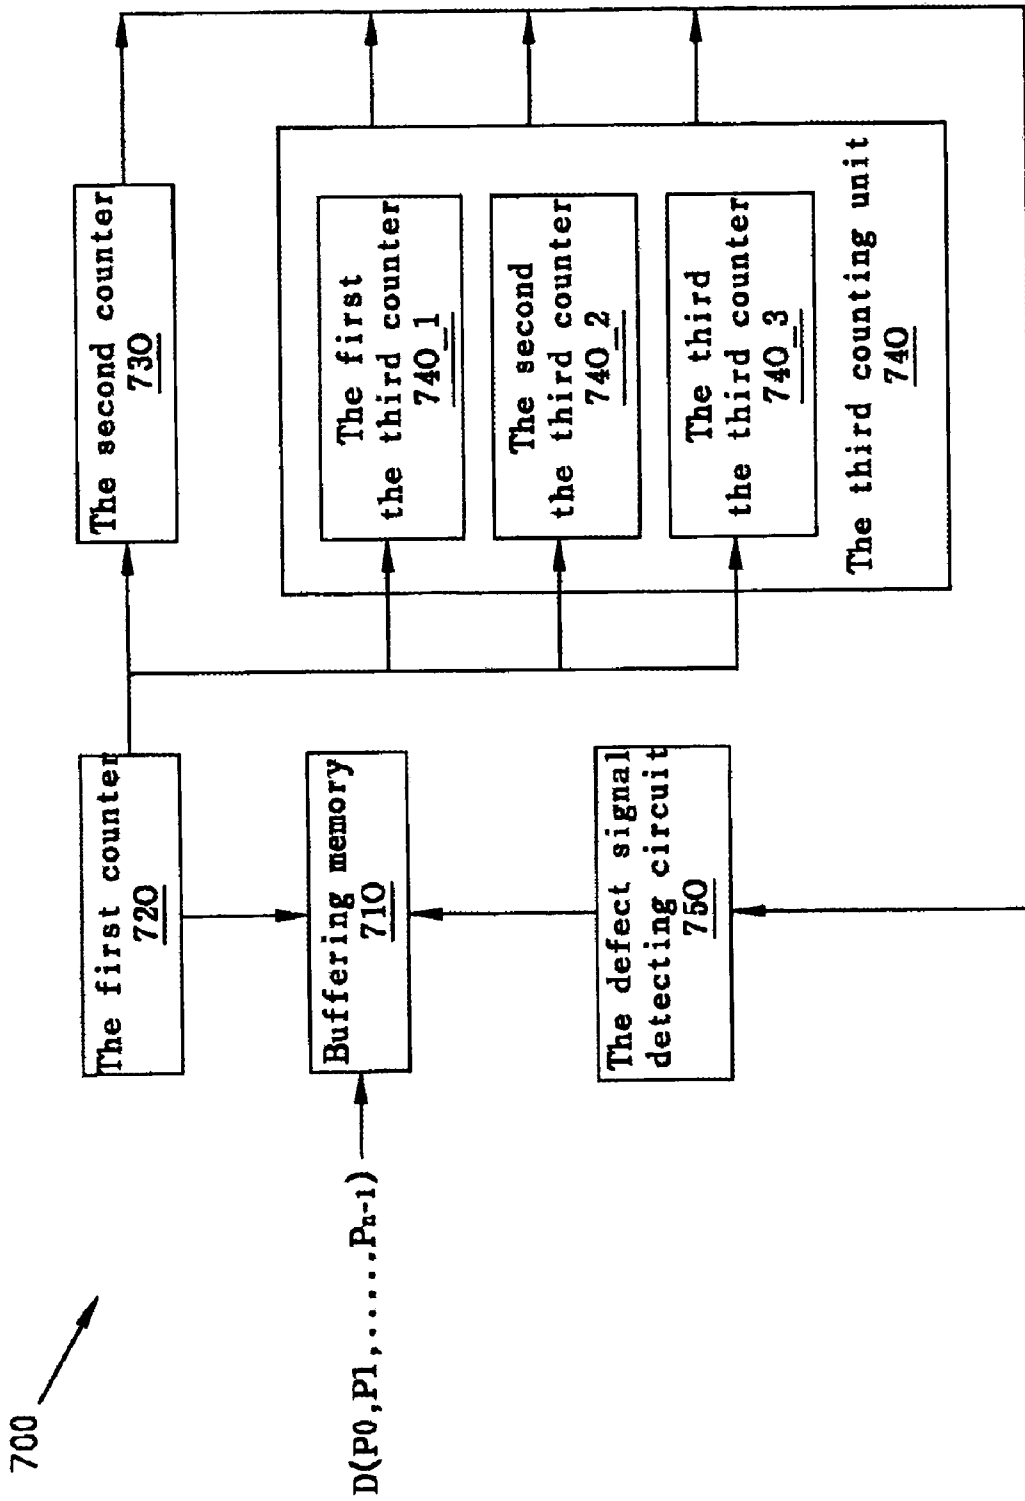 700
The first counter
720
The second counter
730
D(P0,P1,......Pn-1)
Buffering memory
710
The first
the third counter
740_1
The second
the third counter
740_2
The third
the third counter
740_3
The third counting unit
740
The defect signal
detecting circuit
750